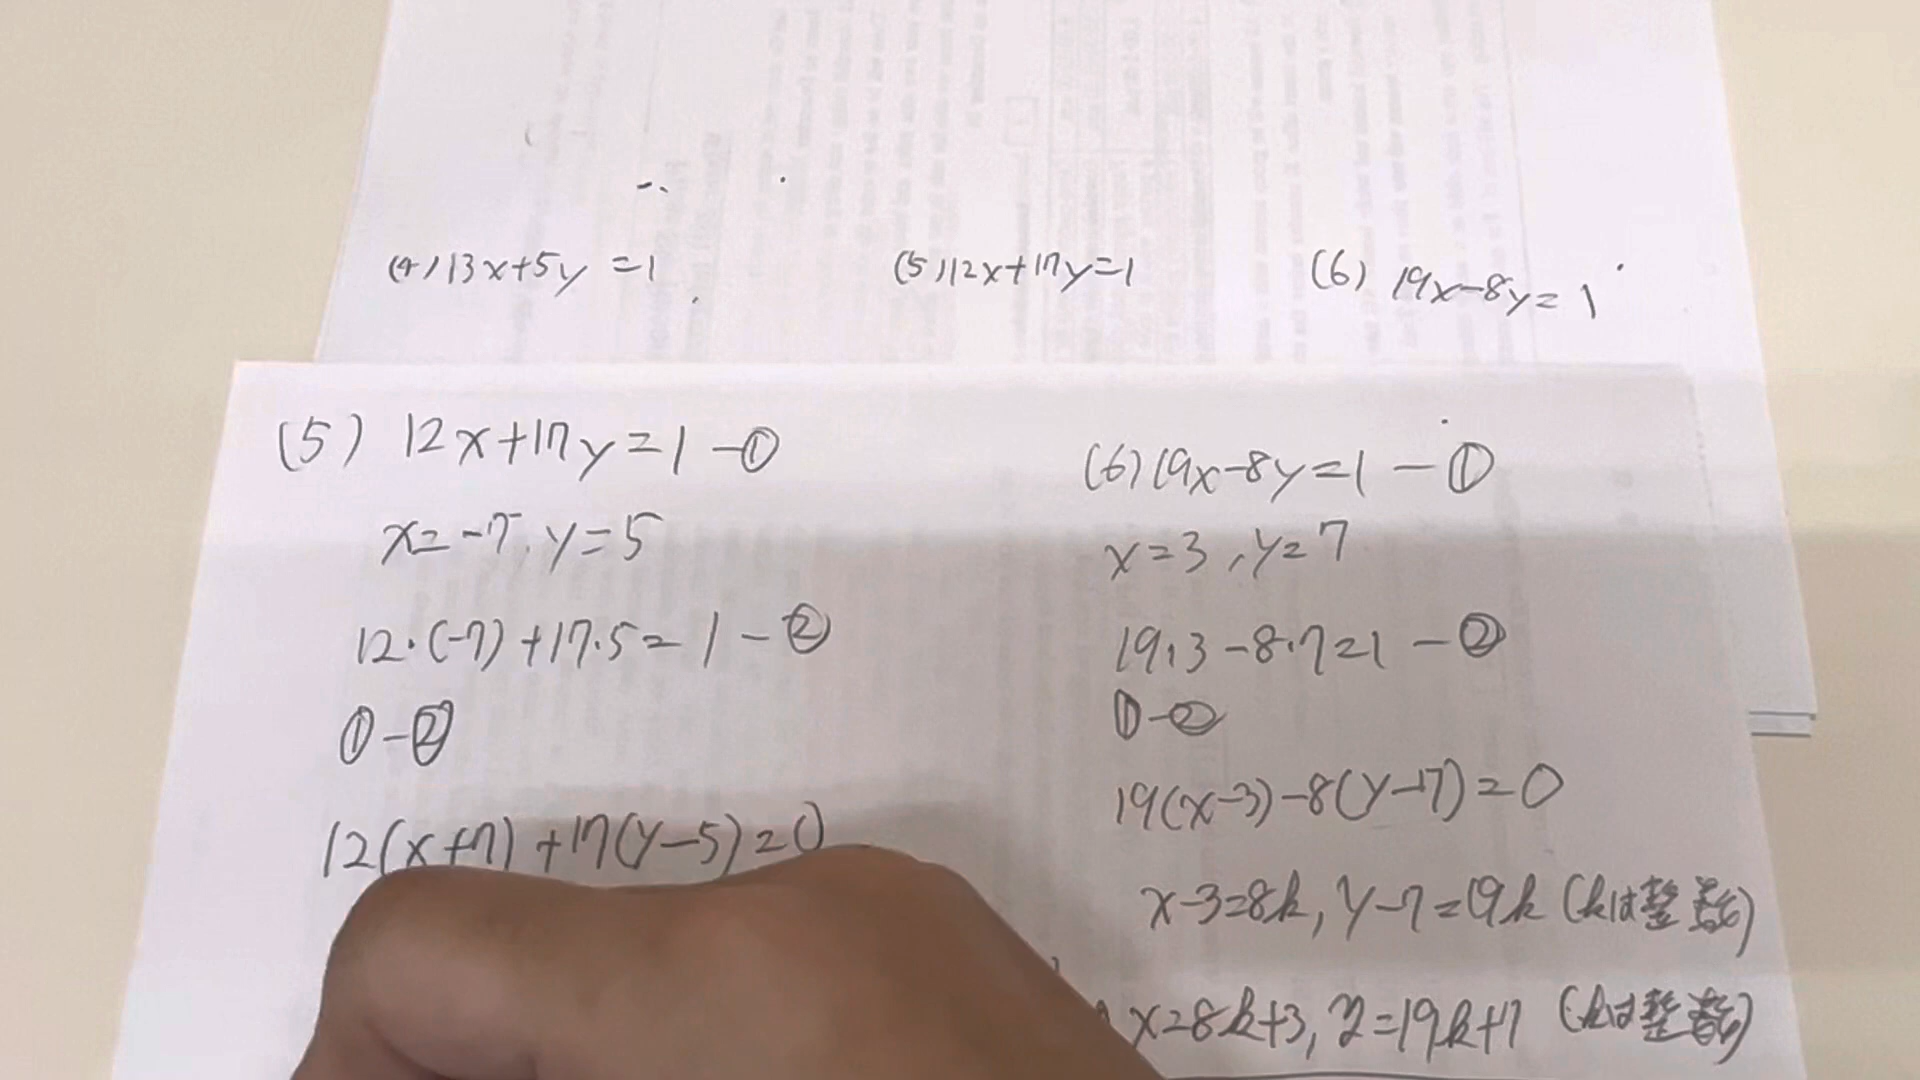 (4) 13x+5y =1
(5) 12x+17y=1
(6) 19x-8y=1
(5) 12x+17y=1 -①
x=-7, y=5
12・(-7)+17・5=1 -②
①-②
12(x+7)+17(y-5)=0
(6) 19x-8y=1 -①
x=3, y=7
19・3-8・7=1 -②
①-②
19(x-3)-8(y-7)=0
x-3=8k, y-7=19k (kは整数)
x=8k+3, y=19k+7 (kは整数)